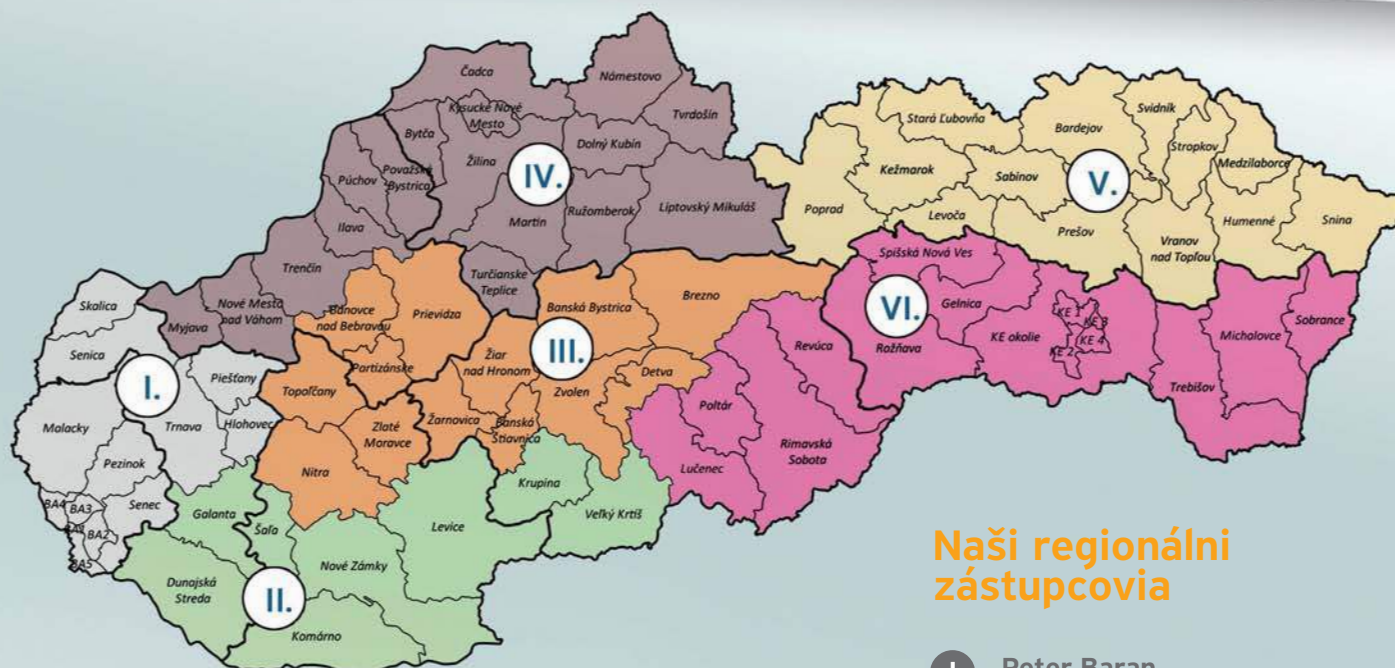 Čadca
Námestovo
Kysucké Nové
Mesto
Tvrdošín
Bytča
Dolný Kubín
Žilina
Považská
Bystrica
Púchov
IV.
Martin
Ružomberok
Liptovský Mikuláš
Ilava
Trenčín
Turčianske
Teplice
Nové Mesto
nad Váhom
Myjava
Svidník
Stará Ľubovňa
Bardejov
Stropkov
Medzilaborce
Kežmarok
Sabinov
V.
Poprad
Levoča
Prešov
Humenné
Snina
Vranov
nad Topľou
Skalica
Senica
I.
Piešťany
Malacky
Trnava
Hlohovec
Pezinok
Senec
BA4
BA3
BA2
BA5
Bánovce
nad Bebravou
Prievidza
Banská Bystrica
Brezno
Partizánske
Žiar
nad Hronom
III.
Detva
Zvolen
Topoľčany
Zlaté
Moravce
Žarnovica
Banská
Štiavnica
Nitra
Spišská Nová Ves
Gelnica
VI.
KE 1
KE 3
KE 4
KE 2
KE okolie
Rožňava
Michalovce
Sobrance
Trebišov
Revúca
Poltár
Rimavská
Sobota
Lučenec
Krupina
Veľký Krtíš
Levice
Galanta
Šaľa
Nové Zámky
Dunajská
Streda
II.
Komárno
Naši regionálni
zástupcovia
Peter Baran